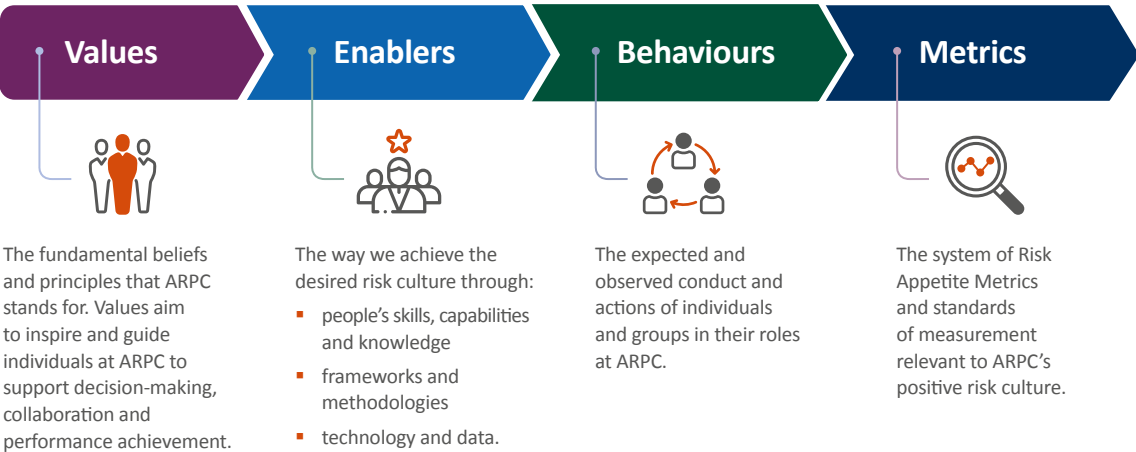 Values
Enablers
Behaviours
Metrics
The fundamental beliefs
and principles that ARPC
stands for. Values aim
to inspire and guide
individuals at ARPC to
support decision-making,
collaboration and
performance achievement.
The way we achieve the
desired risk culture through:
▪ people’s skills, capabilities
and knowledge
▪ frameworks and
methodologies
▪ technology and data.
The expected and
observed conduct and
actions of individuals
and groups in their roles
at ARPC.
The system of Risk
Appetite Metrics
and standards
of measurement
relevant to ARPC’s
positive risk culture.